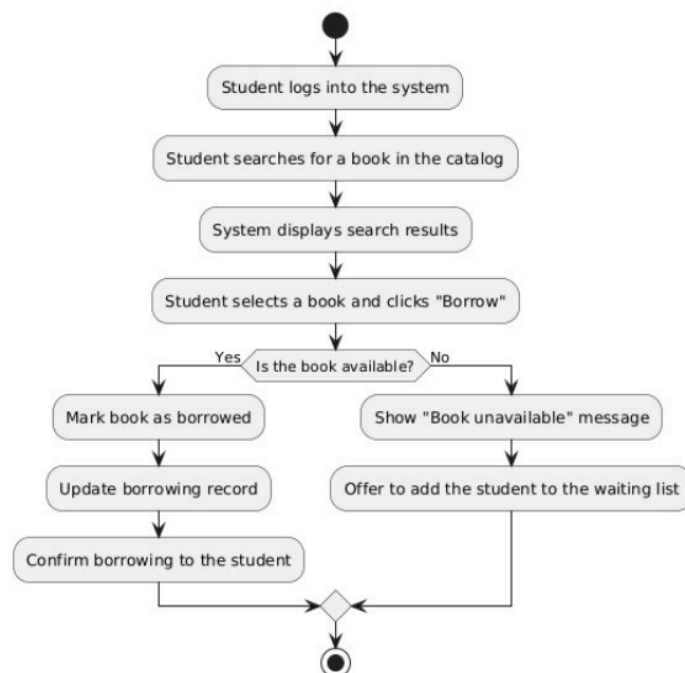 Student logs into the system
Student searches for a book in the catalog
System displays search results
Student selects a book and clicks "Borrow"
Is the book available?
Yes
No
Mark book as borrowed
Show "Book unavailable" message
Update borrowing record
Offer to add the student to the waiting list
Confirm borrowing to the student